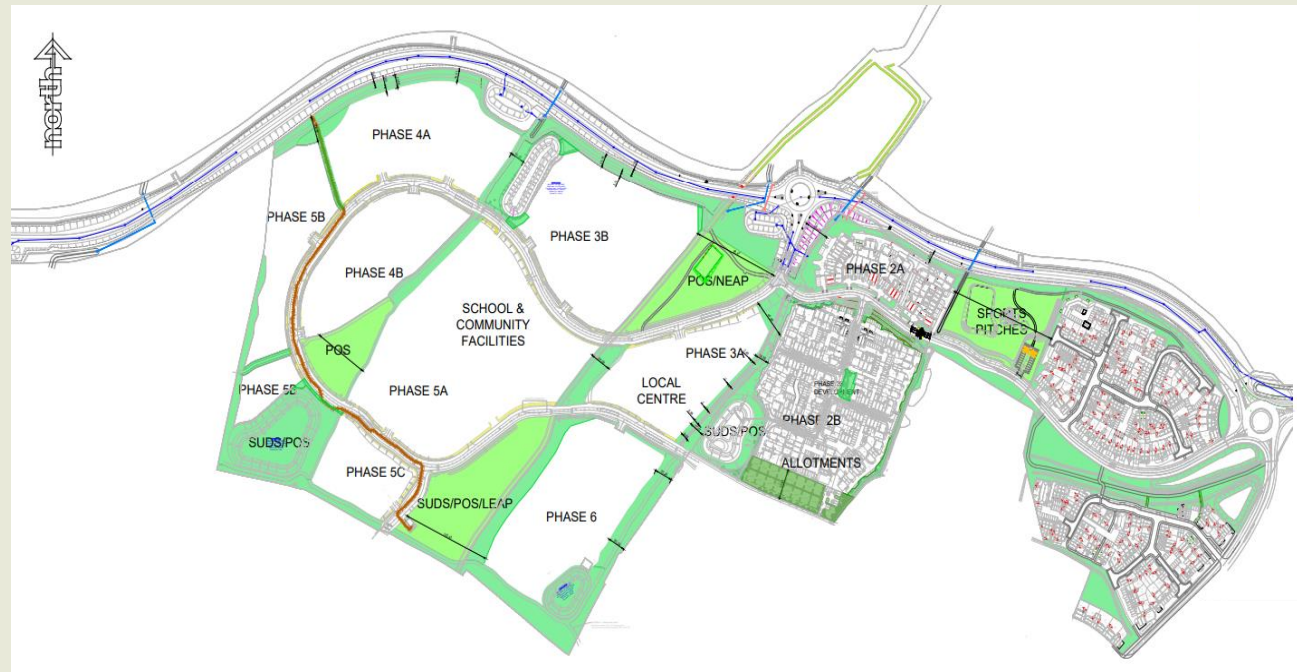 north
PHASE 4A
PHASE 5B
PHASE 3B
PHASE 2A
PHASE 4B
POS/NEAP
SCHOOL &
COMMUNITY
FACILITIES
SPORTS
PITCHES
POS
PHASE 3A
PHASE 5A
LOCAL
CENTRE
PHASE 5B
DEVELOPMENT
PHASE 2B
SUDS/POS
SUDS/POS
ALLOTMENTS
PHASE 5C
SUDS/POS/LEAP
PHASE 6